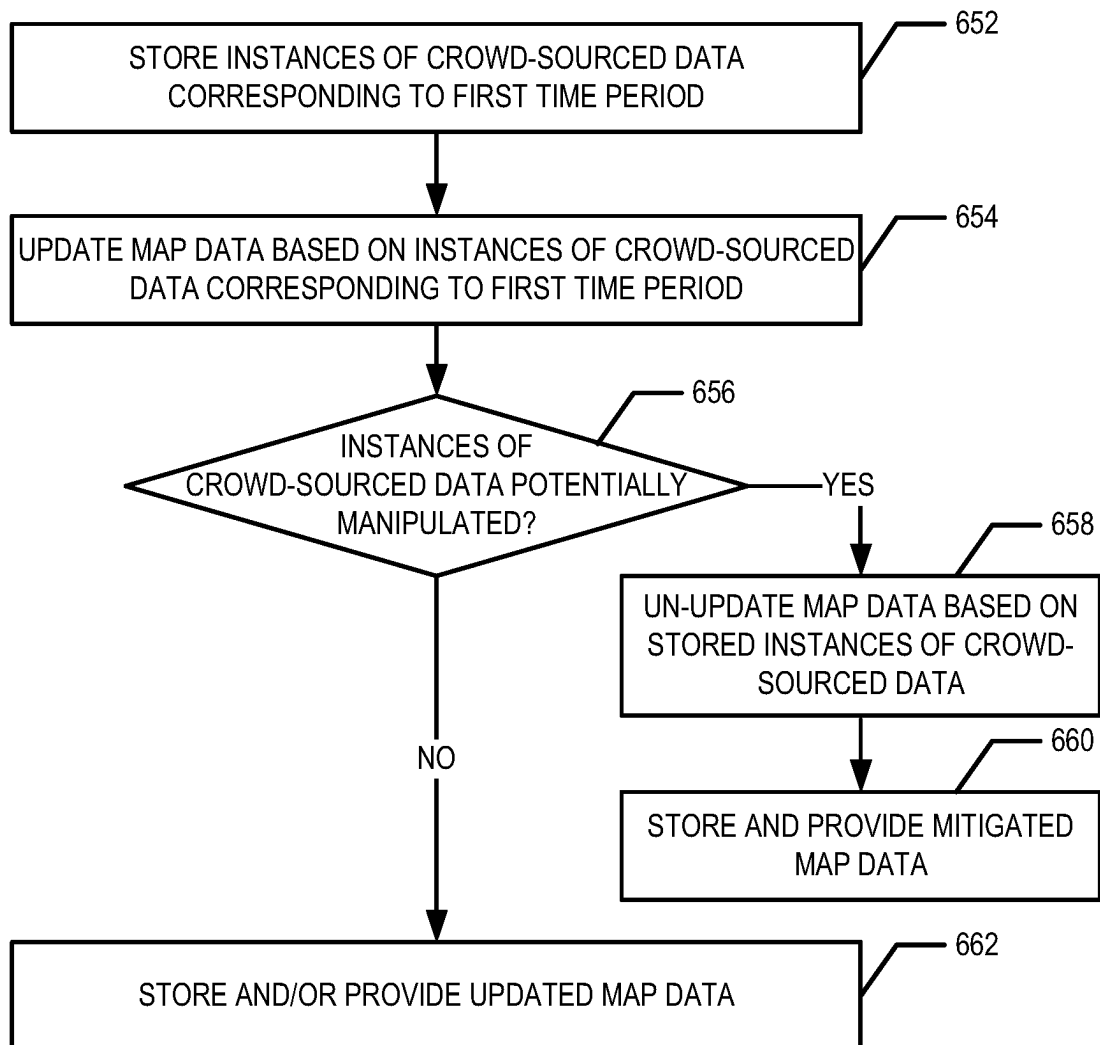 652
STORE INSTANCES OF CROWD-SOURCED DATA
CORRESPONDING TO FIRST TIME PERIOD
654
UPDATE MAP DATA BASED ON INSTANCES OF CROWD-SOURCED
DATA CORRESPONDING TO FIRST TIME PERIOD
656
INSTANCES OF
CROWD-SOURCED DATA POTENTIALLY
MANIPULATED?
YES
658
UN-UPDATE MAP DATA BASED ON
STORED INSTANCES OF CROWD-
SOURCED DATA
660
NO
STORE AND PROVIDE MITIGATED
MAP DATA
662
STORE AND/OR PROVIDE UPDATED MAP DATA